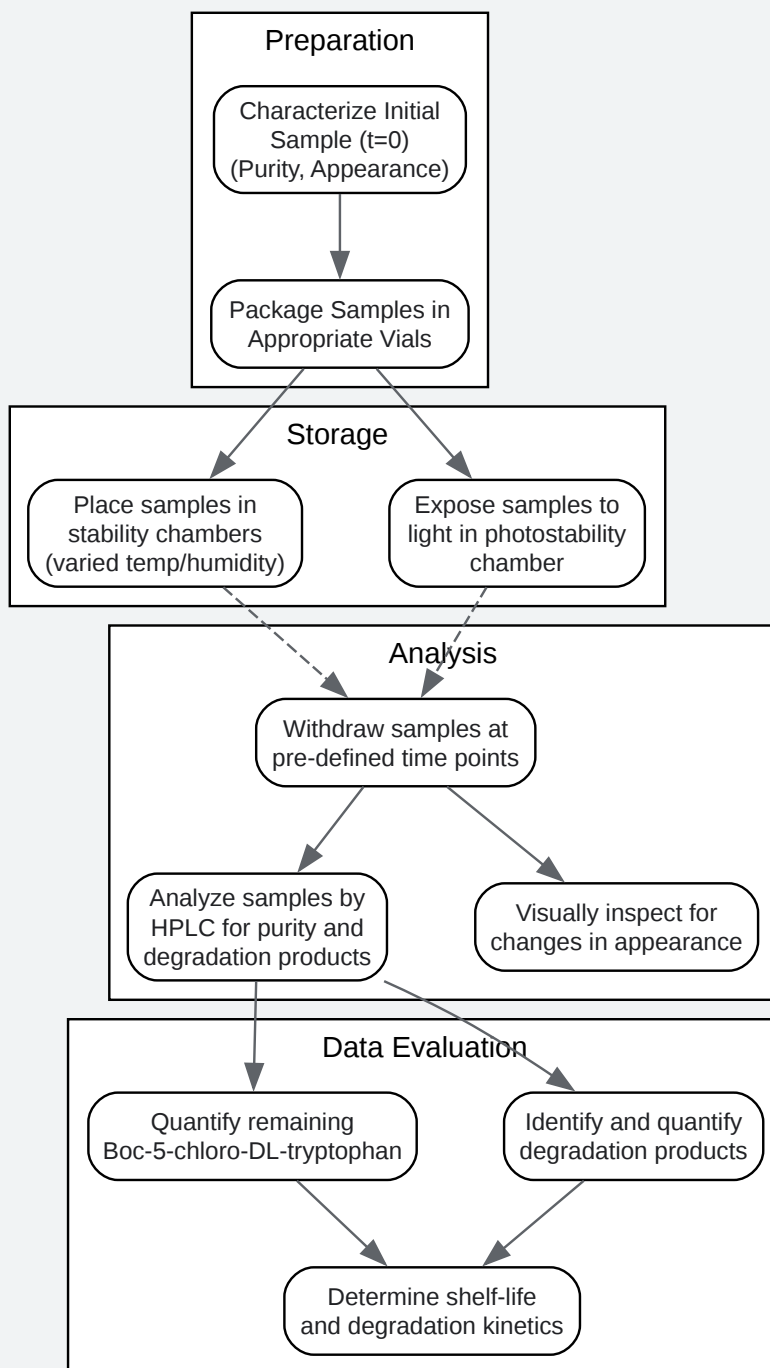 Preparation
Characterize Initial
Sample (t=0)
(Purity, Appearance)
Package Samples in
Appropriate Vials
Storage
Place samples in
stability chambers
(varied temp/humidity)
Expose samples to
light in photostability
chamber
Analysis
Withdraw samples at
pre-defined time points
Analyze samples by
HPLC for purity and
degradation products
Visually inspect for
changes in appearance
Data Evaluation
Quantify remaining
Boc-5-chloro-DL-tryptophan
Identify and quantify
degradation products
Determine shelf-life
and degradation kinetics